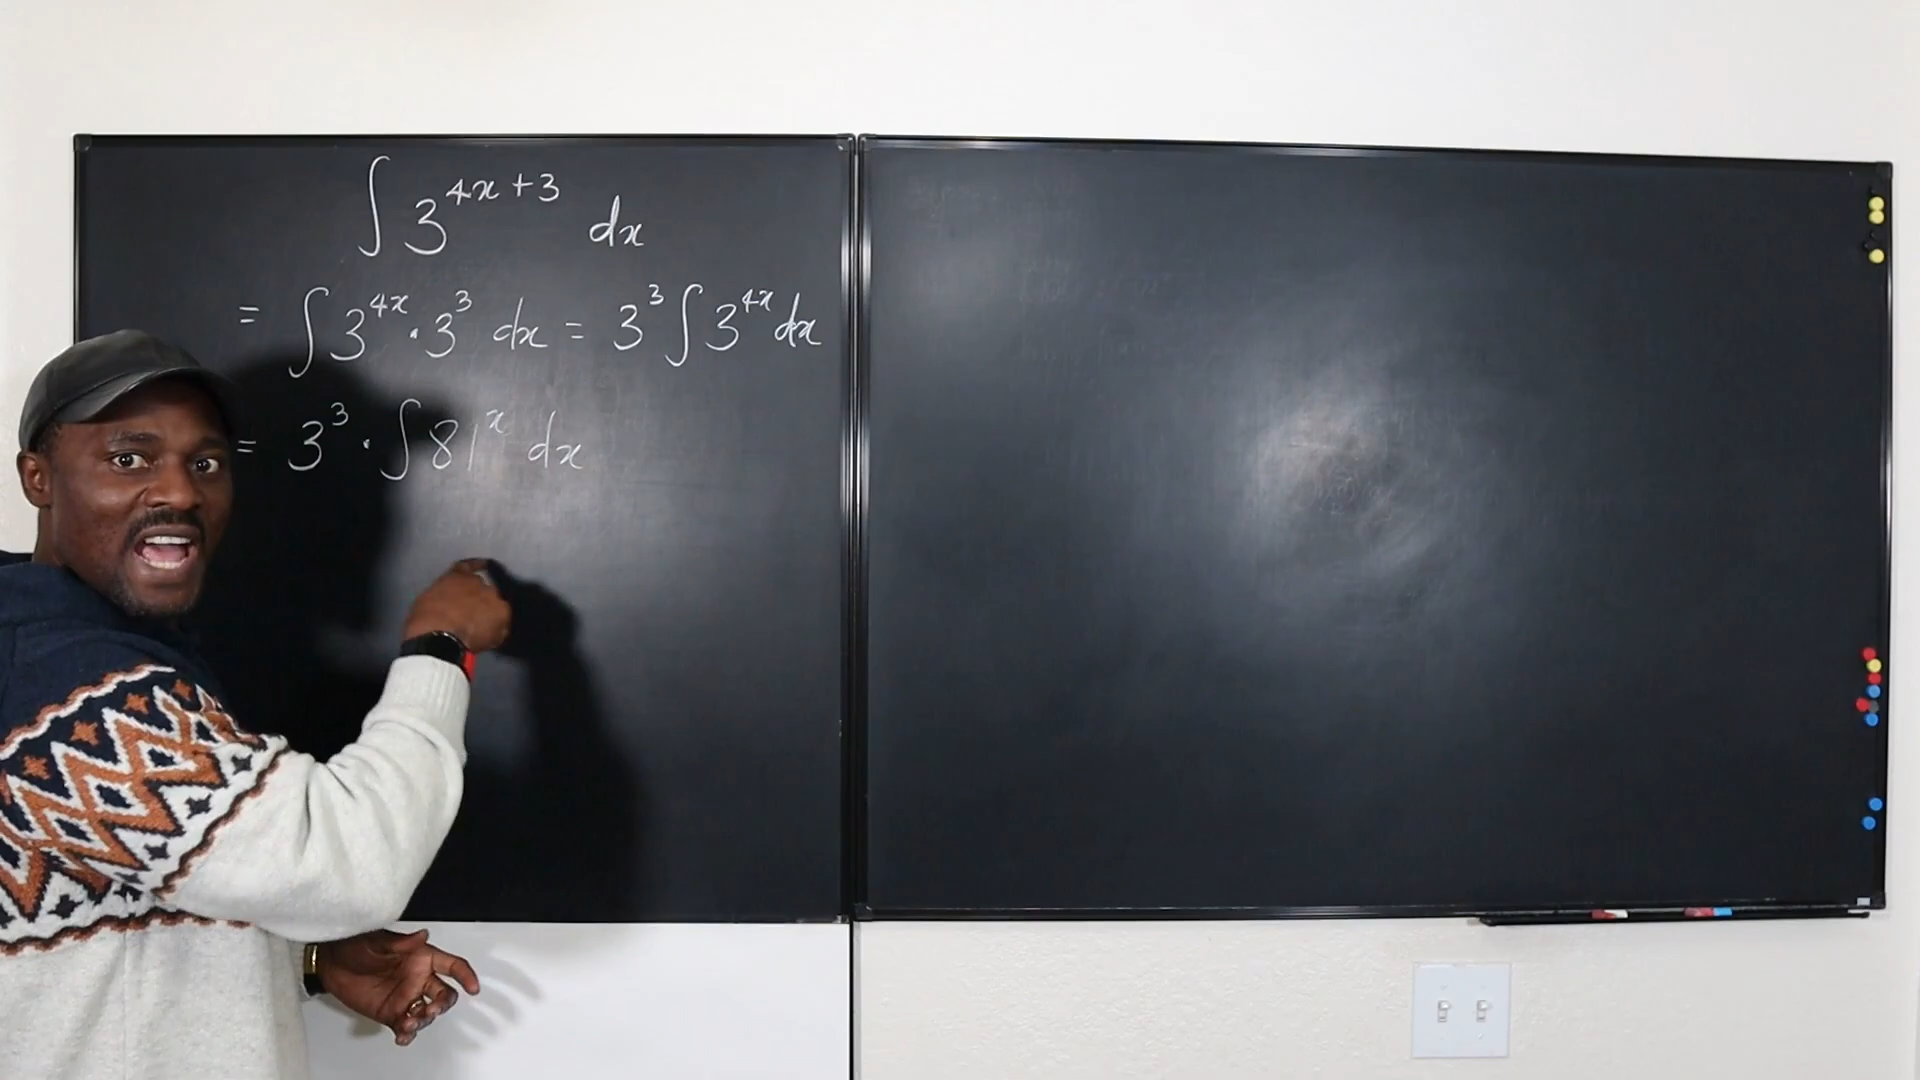 ∫ 3^{4x+3} dx
= ∫ 3^{4x} · 3^3 dx = 3^3 ∫ 3^{4x} dx
= 3^3 · ∫ 81^x dx